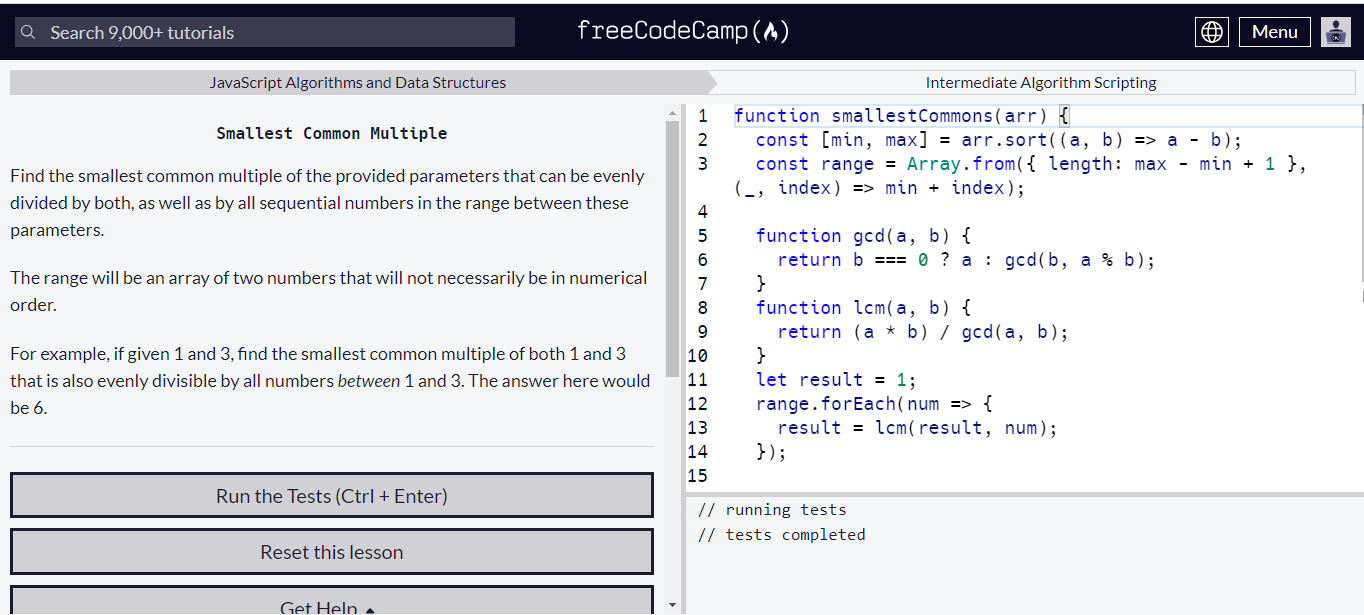 Search 9,000+ tutorials
freeCodeCamp(🔥)
Menu
JavaScript Algorithms and Data Structures
Intermediate Algorithm Scripting
Smallest Common Multiple
Find the smallest common multiple of the provided parameters that can be evenly
divided by both, as well as by all sequential numbers in the range between these
parameters.
The range will be an array of two numbers that will not necessarily be in numerical
order.
For example, if given 1 and 3, find the smallest common multiple of both 1 and 3
that is also evenly divisible by all numbers between 1 and 3. The answer here would
be 6.
Run the Tests (Ctrl + Enter)
Reset this lesson
Get Help
1 function smallestCommons(arr) {
2 const [min, max] = arr.sort((a, b) => a - b);
3 const range = Array.from({ length: max - min + 1 },
(_, index) => min + index);
4
5 function gcd(a, b) {
6 return b === 0 ? a : gcd(b, a % b);
7 }
8 function lcm(a, b) {
9 return (a * b) / gcd(a, b);
10 }
11 let result = 1;
12 range.forEach(num => {
13 result = lcm(result, num);
14 });
15
// running tests
// tests completed